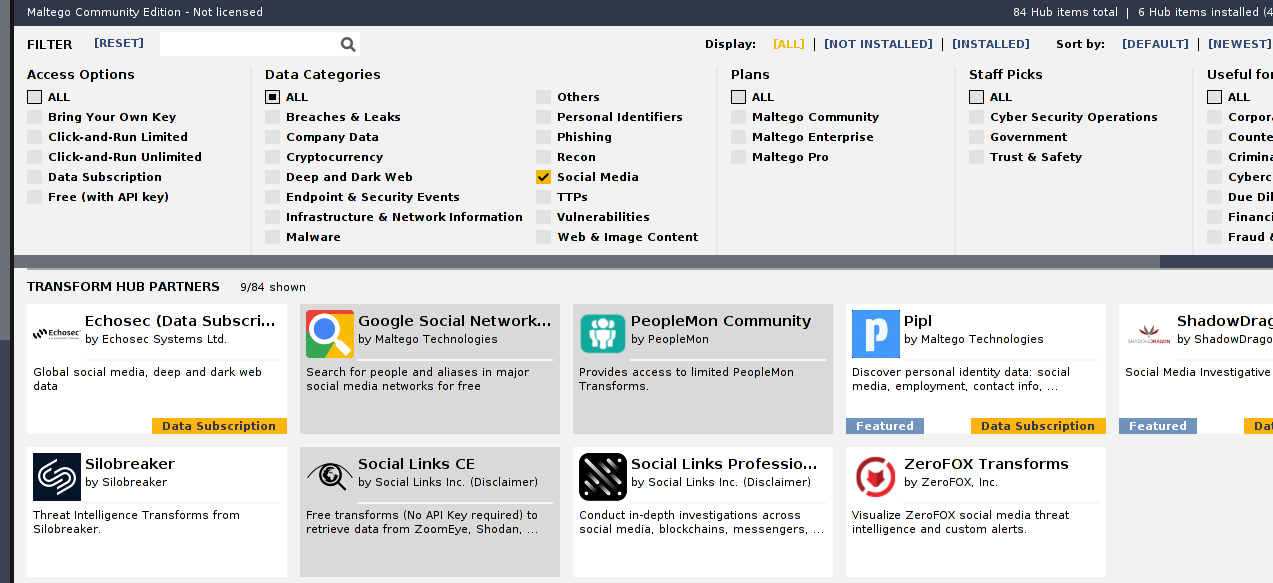 Maltego Community Edition - Not licensed
84 Hub items total | 6 Hub items installed (4
FILTER [RESET]
Display: [ALL] | [NOT INSTALLED] | [INSTALLED] Sort by: [DEFAULT] | [NEWEST]
Access Options
ALL
Bring Your Own Key
Click-and-Run Limited
Click-and-Run Unlimited
Data Subscription
Free (with API key)
Data Categories
ALL
Breaches & Leaks
Company Data
Cryptocurrency
Deep and Dark Web
Endpoint & Security Events
Infrastructure & Network Information
Malware
Others
Personal Identifiers
Phishing
Recon
Social Media
TTPs
Vulnerabilities
Web & Image Content
Plans
ALL
Maltego Community
Maltego Enterprise
Maltego Pro
Staff Picks
ALL
Cyber Security Operations
Government
Trust & Safety
Useful for
ALL
Corpora
Counte
Crimina
Cyberc
Due Dil
Financi
Fraud &
TRANSFORM HUB PARTNERS 9/84 shown
Echosec
Echosec (Data Subscri...
by Echosec Systems Ltd.
Global social media, deep and dark web
data
Data Subscription
Google Social Network...
by Maltego Technologies
Search for people and aliases in major
social media networks for free
PeopleMon Community
by PeopleMon
Provides access to limited PeopleMon
Transforms.
p
Pipl
by Maltego Technologies
Discover personal identity data: social
media, employment, contact info, ...
Featured
Data Subscription
SHADOWDRAGON
ShadowDrag
by ShadowDrago
Social Media Investigative
Featured
Dat
Silobreaker
by Silobreaker
Threat Intelligence Transforms from
Silobreaker.
Social Links CE
by Social Links Inc. (Disclaimer)
Free transforms (No API Key required) to
retrieve data from ZoomEye, Shodan, ...
Social Links Professio...
by Social Links Inc. (Disclaimer)
Conduct in-depth investigations across
social media, blockchains, messengers, ...
ZeroFOX Transforms
by ZeroFOX, Inc.
Visualize ZeroFOX social media threat
intelligence and custom alerts.